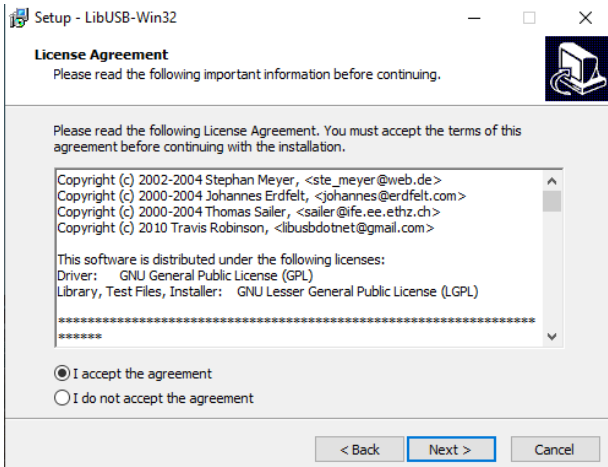 Setup - LibUSB-Win32
License Agreement
Please read the following important information before continuing.
Please read the following License Agreement. You must accept the terms of this
agreement before continuing with the installation.
Copyright (c) 2002-2004 Stephan Meyer, <ste_meyer@web.de>
Copyright (c) 2000-2004 Johannes Erdfelt, <johannes@erdfelt.com>
Copyright (c) 2000-2004 Thomas Sailer, <sailer@ife.ee.ethz.ch>
Copyright (c) 2010 Travis Robinson, <libusbdotnet@gmail.com>
This software is distributed under the following licenses:
Driver: GNU General Public License (GPL)
Library, Test Files, Installer: GNU Lesser General Public License (LGPL)
*****************************************************************
******
I accept the agreement
I do not accept the agreement
< Back Next > Cancel